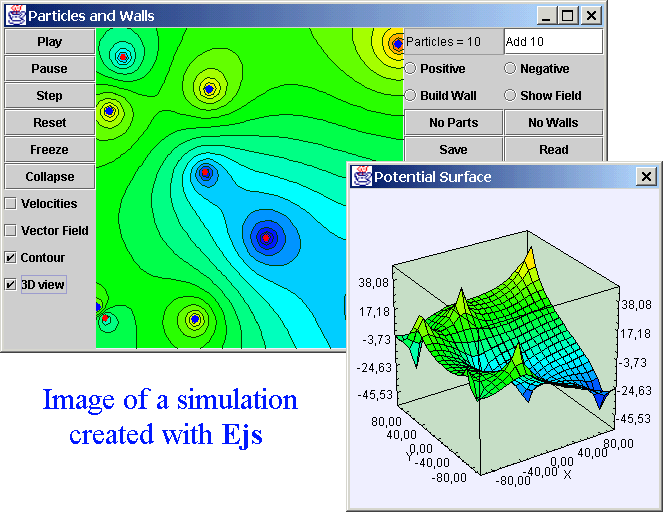 Particles and Walls
Play
Pause
Step
Reset
Freeze
Collapse
Velocities
Vector Field
Contour
3D view
Particles = 10
Add 10
Positive
Negative
Build Wall
Show Field
No Parts
No Walls
Save
Read
Potential Surface
38,08
17,18
-3,73
-24,63
-45,53
38,08
17,18
-3,73
-24,63
-45,53
80,00
40,00
0,00
-40,00
-80,00
Y
-80,00
-40,00
0,00
40,00
80,00
X
Image of a simulation
created with Ejs